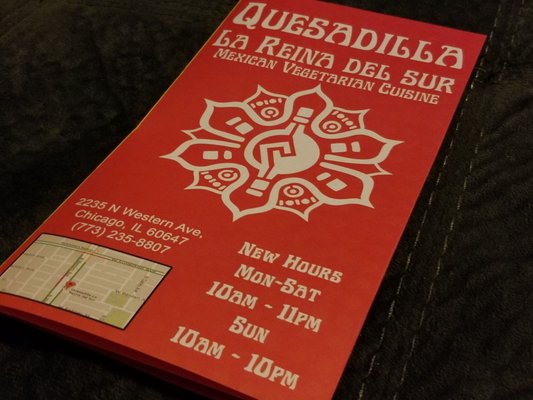 Quesadilla
La Reina del Sur
Mexican Vegetarian Cuisine
2235 N Western Ave,
Chicago, IL 60647
(773) 235-8807
New Hours
Mon-Sat
10am - 11pm
Sun
10am - 10pm